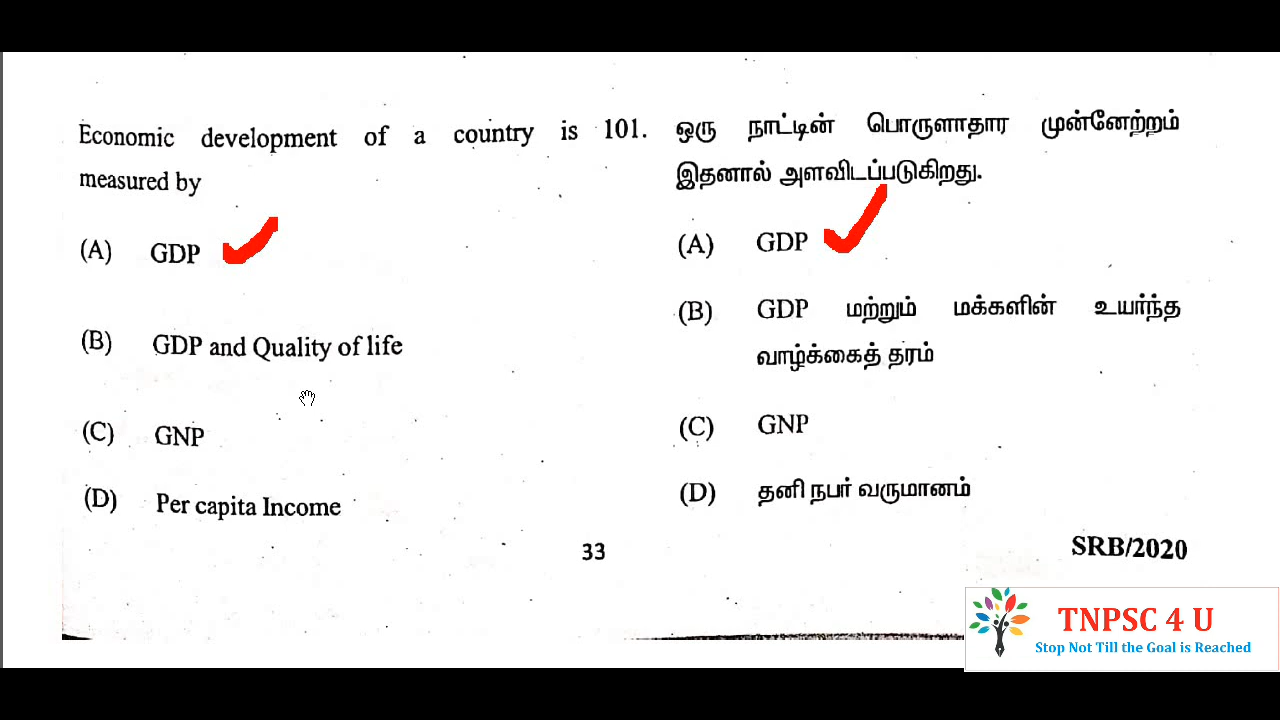 Economic development of a country is
measured by
(A) GDP
(B) GDP and Quality of life
(C) GNP
(D) Per capita Income
101. ஒரு நாட்டின் பொருளாதார முன்னேற்றம்
இதனால் அளவிடப்படுகிறது.
(A) GDP
(B) GDP மற்றும் மக்களின் உயர்ந்த
வாழ்க்கைத் தரம்
(C) GNP
(D) தனி நபர் வருமானம்
33
SRB/2020
TNPSC 4 U
Stop Not Till the Goal is Reached